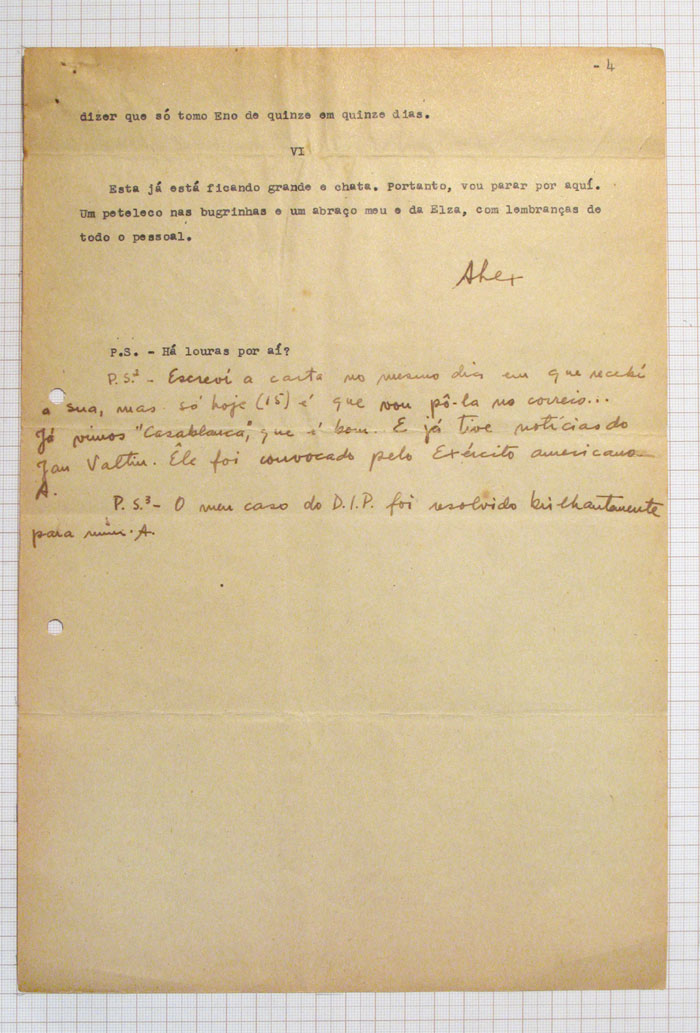 - 4
dizer que só tomo Eno de quinze em quinze dias.
VI
Esta já está ficando grande e chata. Portanto, vou parar por aquí.
Um peteleco nas bugrinhas e um abraço meu e da Elza, com lembranças de
todo o pessoal.
Alex
P.S. - Há louras por aí?
P.S.² - Escreví a carta no mesmo dia em que recebí
a sua, mas só hoje (15) é que vou pô-la no correio...
Já vimos "Casablanca", que é bom. E já tive notícias do
Jan Valtin. Êle foi convocado pelo Exército americano.
A.
P.S.³ - O meu caso do D.I.P. foi resolvido brilhantemente
para mim. A.